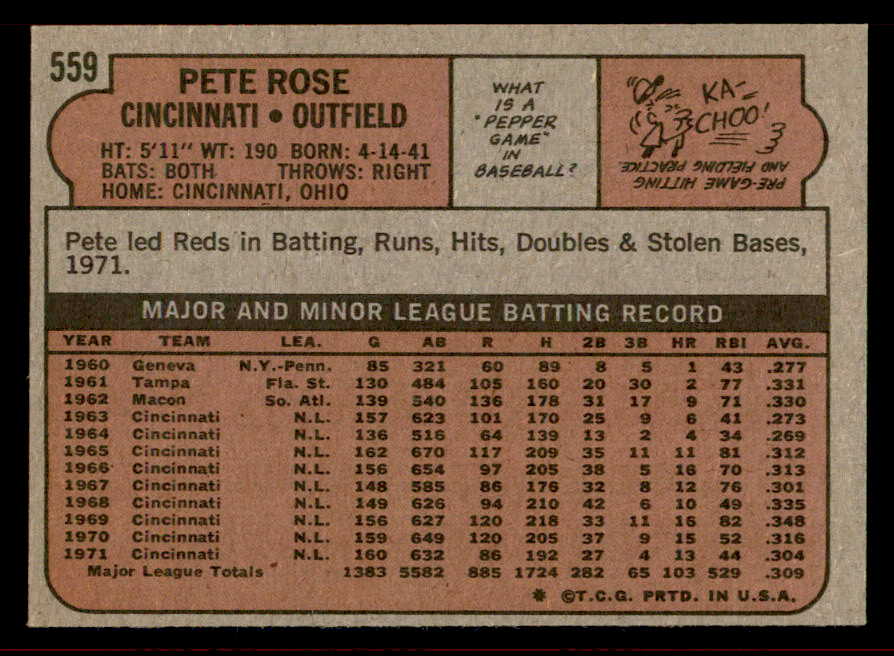 559
PETE ROSE
CINCINNATI • OUTFIELD
HT: 5'11" WT: 190 BORN: 4-14-41
BATS: BOTH THROWS: RIGHT
HOME: CINCINNATI, OHIO
WHAT
IS A
"PEPPER
GAME"
IN
BASEBALL?
KA-
CHOO!
PRE-GAME HITTING
AND FIELDING PRACTICE
Pete led Reds in Batting, Runs, Hits, Doubles & Stolen Bases,
1971.
MAJOR AND MINOR LEAGUE BATTING RECORD
YEAR TEAM LEA. G AB R H 2B 3B HR RBI AVG.
1960 Geneva N.Y.-Penn. 85 321 60 89 8 5 1 43 .277
1961 Tampa Fla. St. 130 484 105 160 20 30 2 77 .331
1962 Macon So. Atl. 139 540 136 178 31 17 9 71 .330
1963 Cincinnati N.L. 157 623 101 170 25 9 6 41 .273
1964 Cincinnati N.L. 136 516 64 139 13 2 4 34 .269
1965 Cincinnati N.L. 162 670 117 209 35 11 11 81 .312
1966 Cincinnati N.L. 156 654 97 205 38 5 16 70 .313
1967 Cincinnati N.L. 148 585 86 176 32 8 12 76 .301
1968 Cincinnati N.L. 149 626 94 210 42 6 10 49 .335
1969 Cincinnati N.L. 156 627 120 218 33 11 16 82 .348
1970 Cincinnati N.L. 159 649 120 205 37 9 15 52 .316
1971 Cincinnati N.L. 160 632 86 192 27 4 13 44 .304
Major League Totals 1383 5582 885 1724 282 65 103 529 .309
* ©T.C.G. PRTD. IN U.S.A.